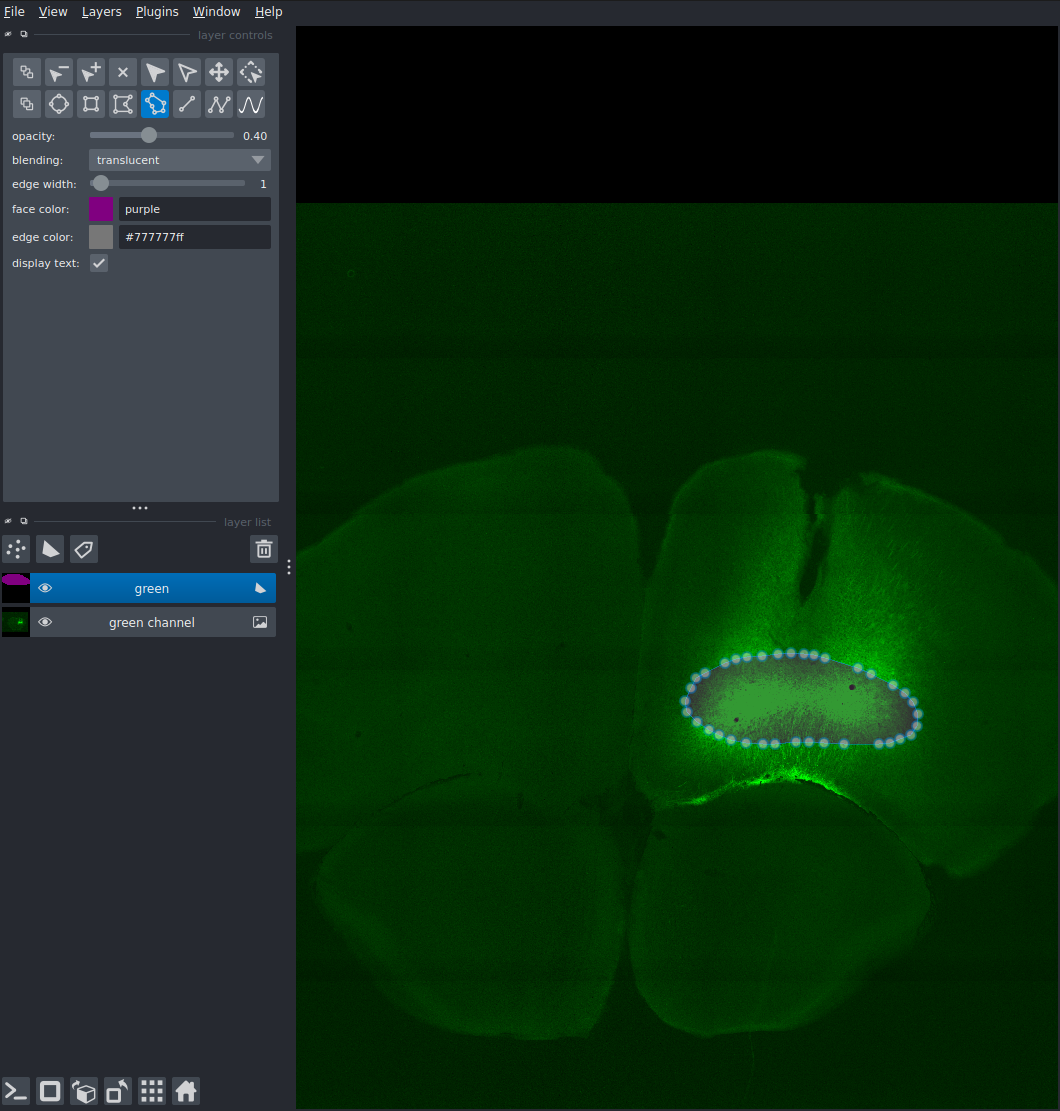 File View Layers Plugins Window Help
layer controls
opacity: 0.40
blending: translucent
edge width: 1
face color: purple
edge color: #777777ff
display text:
layer list
green
green channel